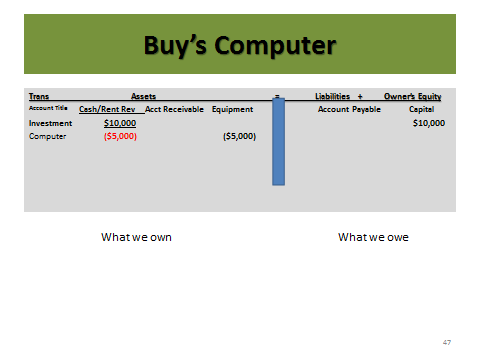 Buy's Computer
Trans Assets = Liabilities + Owner's Equity
Account Title Cash/Rent Rev Acct Receivable Equipment Account Payable Capital
Investment $10,000 $10,000
Computer ($5,000) ($5,000)
What we own What we owe
47